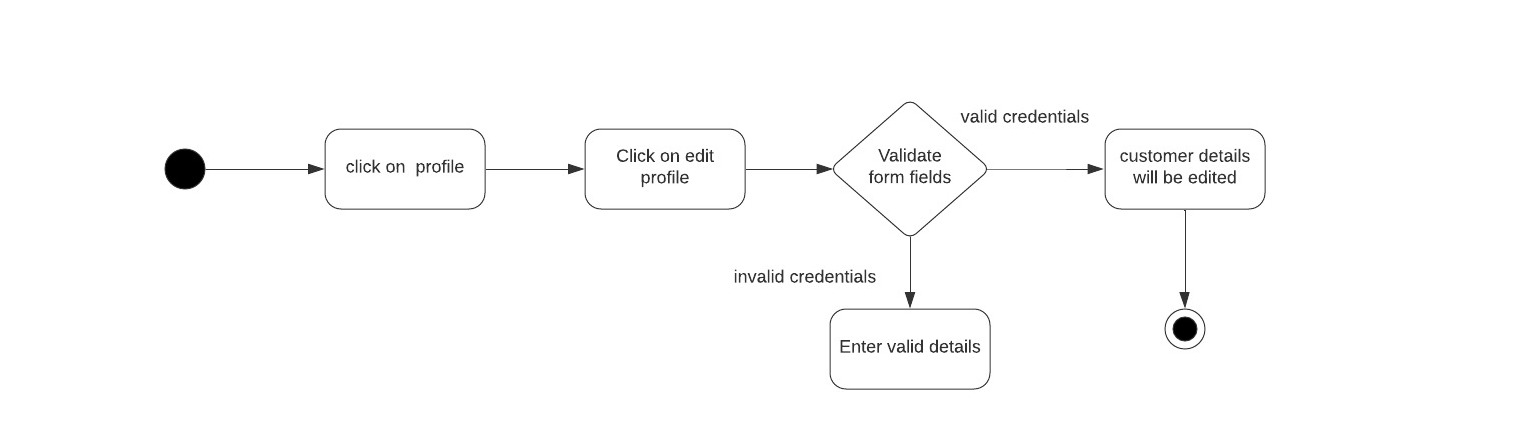 click on  profile
Click on edit
profile
Validate
form fields
valid credentials
customer details
will be edited
invalid credentials
Enter valid details